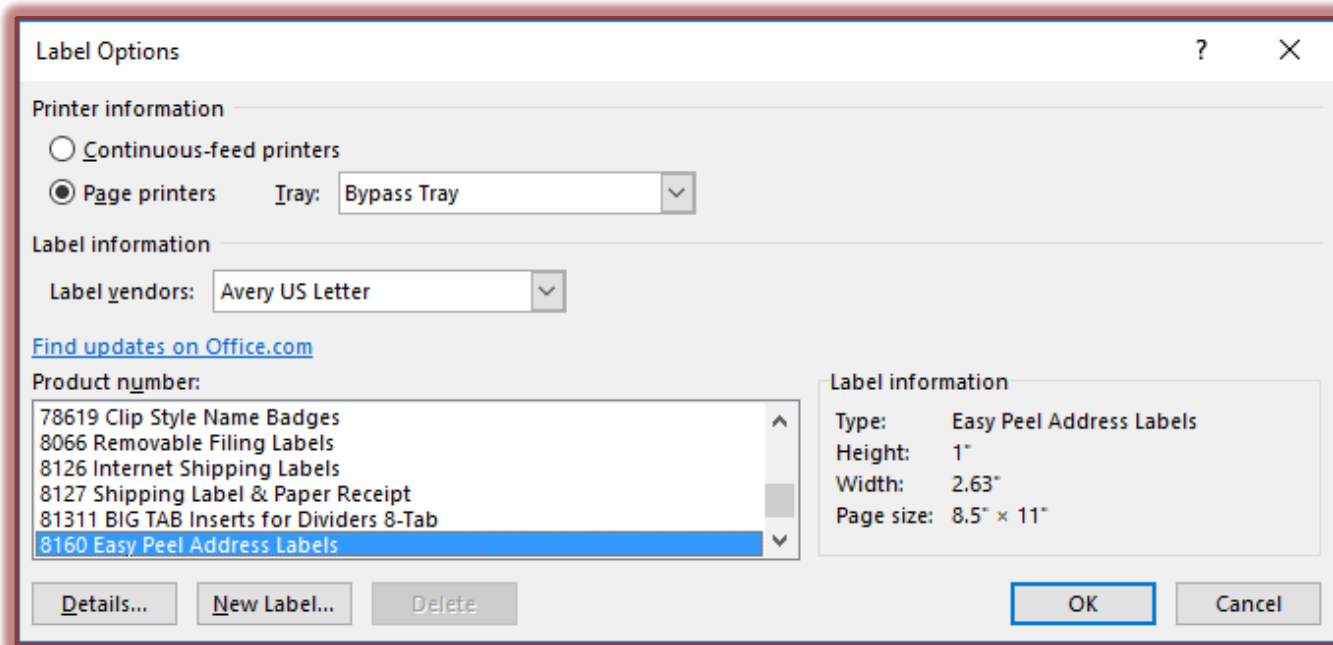 Label Options
Printer information
Continuous-feed printers
Page printers Tray: Bypass Tray
Label information
Label vendors: Avery US Letter
Find updates on Office.com
Product number:
78619 Clip Style Name Badges
8066 Removable Filing Labels
8126 Internet Shipping Labels
8127 Shipping Label & Paper Receipt
81311 BIG TAB Inserts for Dividers 8-Tab
8160 Easy Peel Address Labels
Label information
Type: Easy Peel Address Labels
Height: 1"
Width: 2.63"
Page size: 8.5" × 11"
Details... New Label... Delete OK Cancel